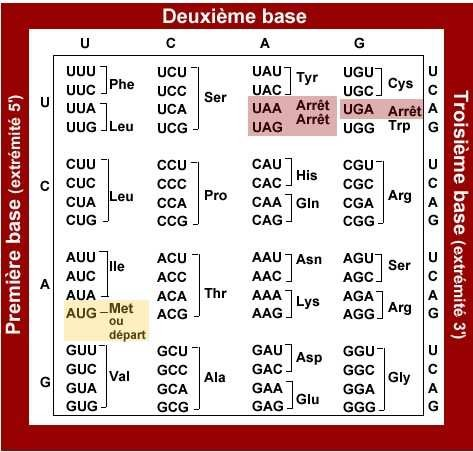 Deuxième base
U C A G
Première base (extrémité 5')
Troisième base (extrémité 3')
U
UUU UCU UAU UGU U
UUC Phe UCC UAC Tyr UGC Cys C
UUA UCA Ser UAA Arrêt UGA Arrêt A
UUG Leu UCG UAG Arrêt UGG Trp G
C
CUU CCU CAU CGU U
CUC CCC CAC His CGC C
CUA Leu CCA Pro CAA Gln CGA Arg A
CUG CCG CAG CGG G
A
AUU ACU AAU AGU U
AUC Ile ACC AAC Asn AGC Ser C
AUA ACA Thr AAA Lys AGA Arg A
AUG Met ACG AAG AGG G
ou
départ
G
GUU GCU GAU GGU U
GUC GCC GAC Asp GGC C
GUA Val GCA Ala GAA Glu GGA Gly A
GUG GCG GAG GGG G